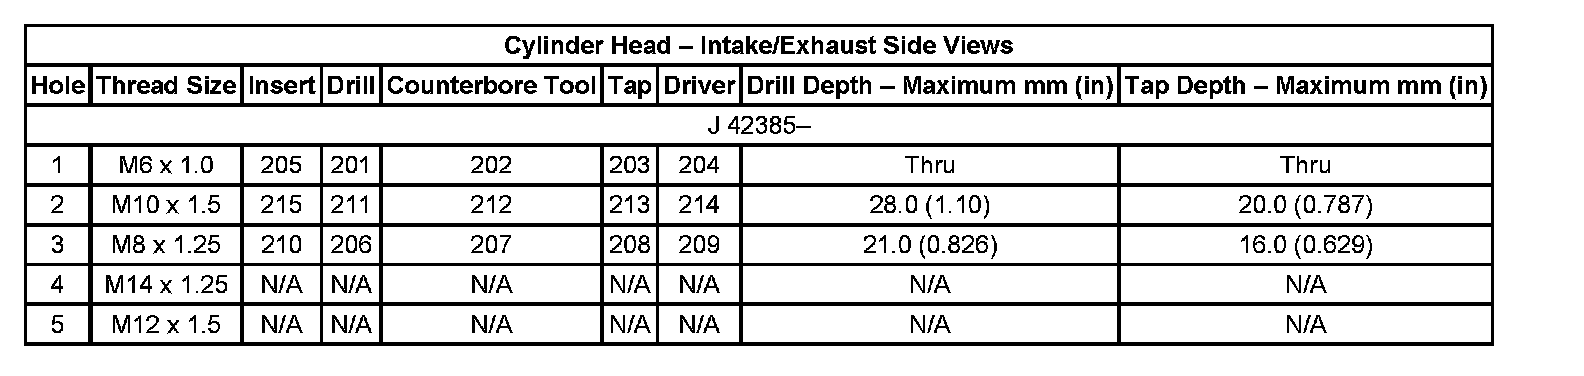 Cylinder Head – Intake/Exhaust Side Views
Hole Thread Size Insert Drill Counterbore Tool Tap Driver Drill Depth – Maximum mm (in) Tap Depth – Maximum mm (in)
J 42385–
1 M6 x 1.0 205 201 202 203 204 Thru Thru
2 M10 x 1.5 215 211 212 213 214 28.0 (1.10) 20.0 (0.787)
3 M8 x 1.25 210 206 207 208 209 21.0 (0.826) 16.0 (0.629)
4 M14 x 1.25 N/A N/A N/A N/A N/A N/A N/A
5 M12 x 1.5 N/A N/A N/A N/A N/A N/A N/A